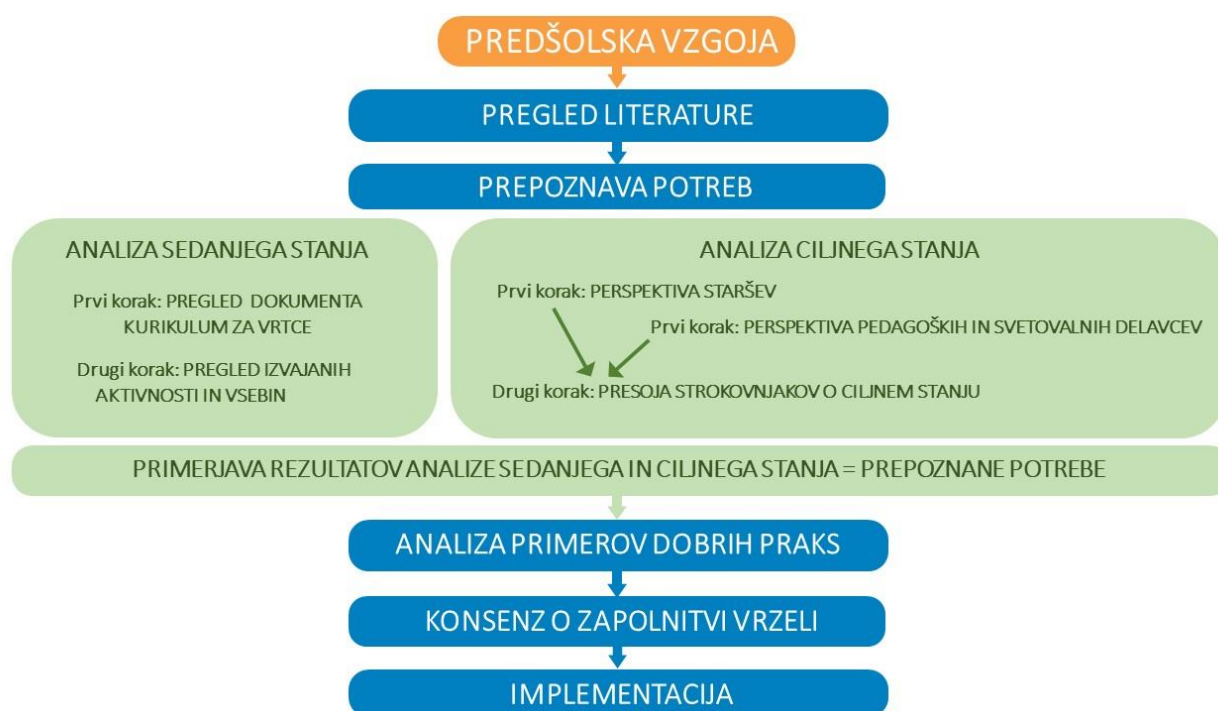 PREDŠOLSKA VZGOJA
PREGLED LITERATURE
PREPOZNAVA POTREB
ANALIZA SEDANJEGA STANJA
Prvi korak: PREGLED DOKUMENTA
KURIKULUM ZA VRTCE
Drugi korak: PREGLED IZVAJANIH
AKTIVNOSTI IN VSEBIN
ANALIZA CILJNEGA STANJA
Prvi korak: PERSPEKTIVA STARŠEV
Prvi korak: PERSPEKTIVA PEDAGOŠKIH IN SVETOVALNIH DELAVCEV
Drugi korak: PRESOJA STROKOVNJAKOV O CILJNEM STANJU
PRIMERJAVA REZULTATOV ANALIZE SEDANJEGA IN CILJNEGA STANJA = PREPOZNANE POTREBE
ANALIZA PRIMEROV DOBRIH PRAKS
KONSENZ O ZAPOLNITVI VRZELI
IMPLEMENTACIJA